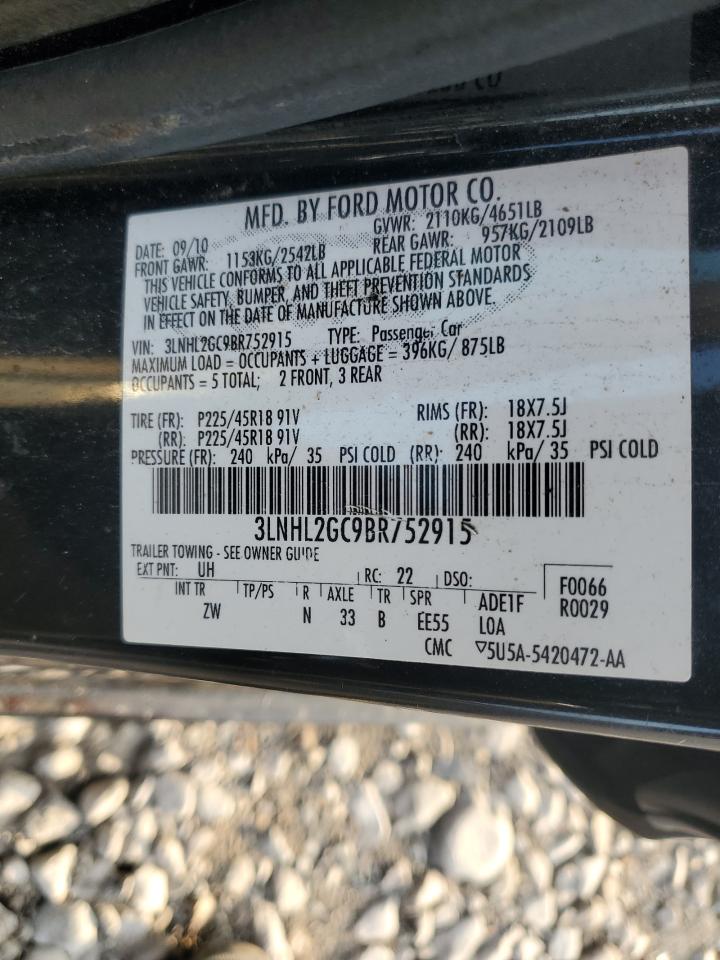 MFD. BY FORD MOTOR CO.
DATE: 09/10 GVWR: 2110KG/4651LB
FRONT GAWR: 1153KG/2542LB REAR GAWR: 957KG/2109LB
THIS VEHICLE CONFORMS TO ALL APPLICABLE FEDERAL MOTOR
VEHICLE SAFETY, BUMPER, AND THEFT PREVENTION STANDARDS
IN EFFECT ON THE DATE OF MANUFACTURE SHOWN ABOVE.
VIN: 3LNHL2GC9BR752915 TYPE: Passenger Car
MAXIMUM LOAD = OCCUPANTS + LUGGAGE = 396KG/ 875LB
OCCUPANTS = 5 TOTAL; 2 FRONT, 3 REAR
TIRE (FR): P225/45R18 91V RIMS (FR): 18X7.5J
(RR): P225/45R18 91V (RR): 18X7.5J
PRESSURE (FR): 240 kPa/ 35 PSI COLD (RR): 240 kPa/ 35 PSI COLD
3LNHL2GC9BR752915
TRAILER TOWING - SEE OWNER GUIDE
EXT PNT: UH RC: 22 DSO: F0066
INT TR TP/PS R AXLE TR SPR ADE1F R0029
ZW N 33 B EE55 LOA
CMC ▽5U5A-5420472-AA